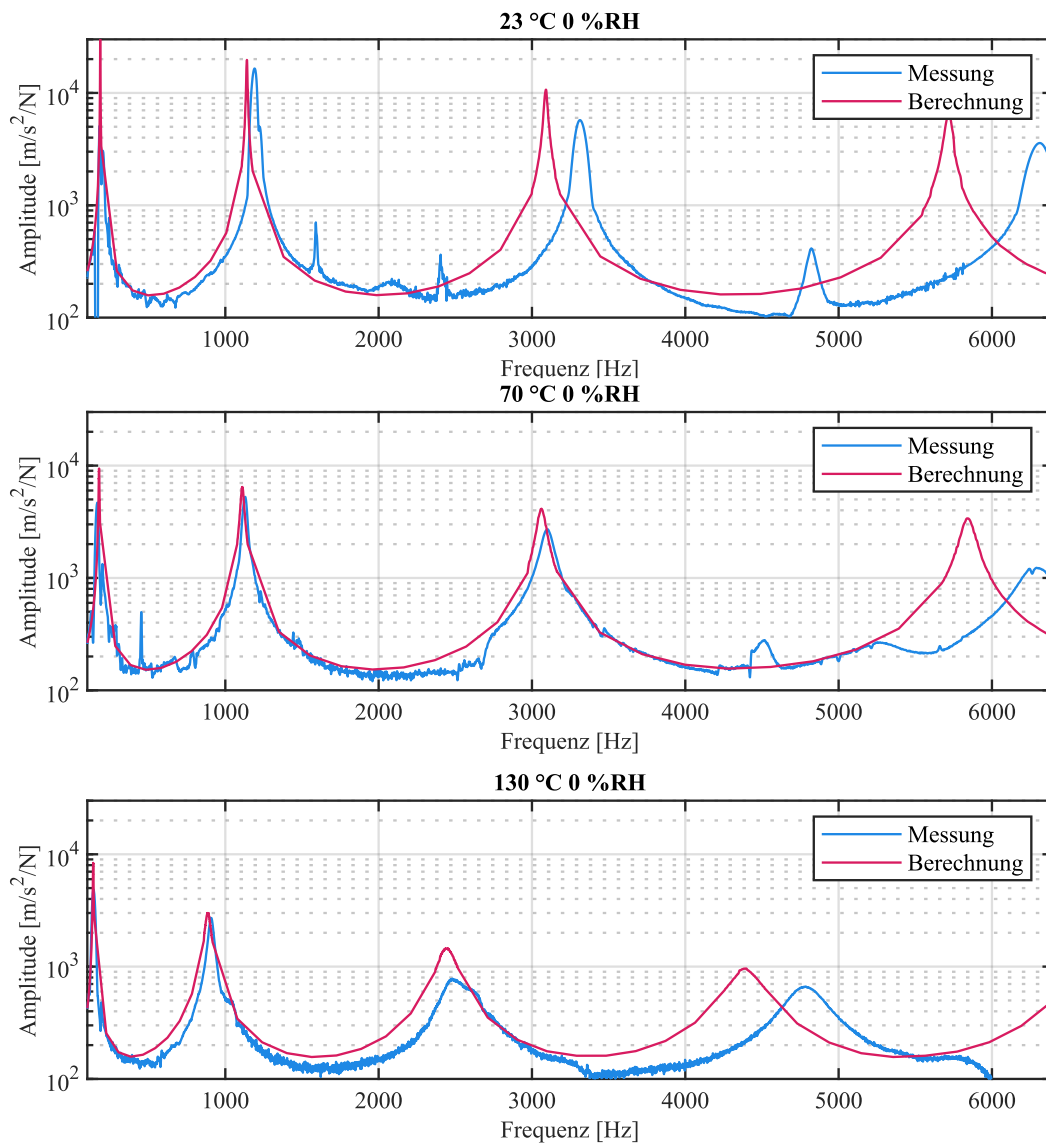 23 °C 0 %RH
Amplitude [m/s²/N]
10⁴
10³
10²
Messung
Berechnung
1000 2000 3000 4000 5000 6000
Frequenz [Hz]
70 °C 0 %RH
Amplitude [m/s²/N]
10⁴
10³
10²
Messung
Berechnung
1000 2000 3000 4000 5000 6000
Frequenz [Hz]
130 °C 0 %RH
Amplitude [m/s²/N]
10⁴
10³
10²
Messung
Berechnung
1000 2000 3000 4000 5000 6000
Frequenz [Hz]